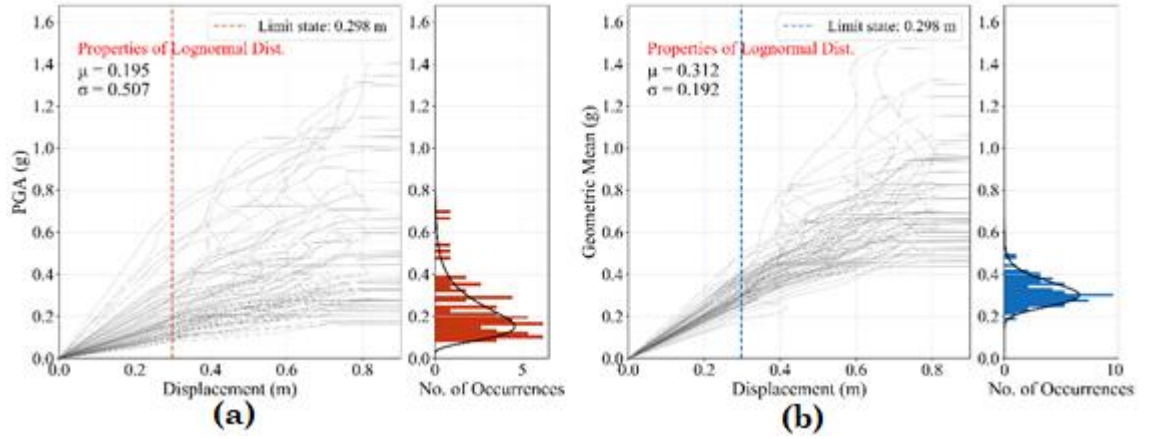 Limit state: 0.298 m
Properties of Lognormal Dist.
μ = 0.195
σ = 0.507
1.6
1.4
1.2
1.0
0.8
0.6
0.4
0.2
0.0
PGA (g)
0.0 0.2 0.4 0.6 0.8
Displacement (m)
1.6
1.4
1.2
1.0
0.8
0.6
0.4
0.2
0.0
5
No. of Occurrences
(a)
Limit state: 0.298 m
Properties of Lognormal Dist.
μ = 0.312
σ = 0.192
1.6
1.4
1.2
1.0
0.8
0.6
0.4
0.2
0.0
Geometric Mean (g)
0.0 0.2 0.4 0.6 0.8
Displacement (m)
1.6
1.4
1.2
1.0
0.8
0.6
0.4
0.2
0.0
0 5 10
No. of Occurrences
(b)